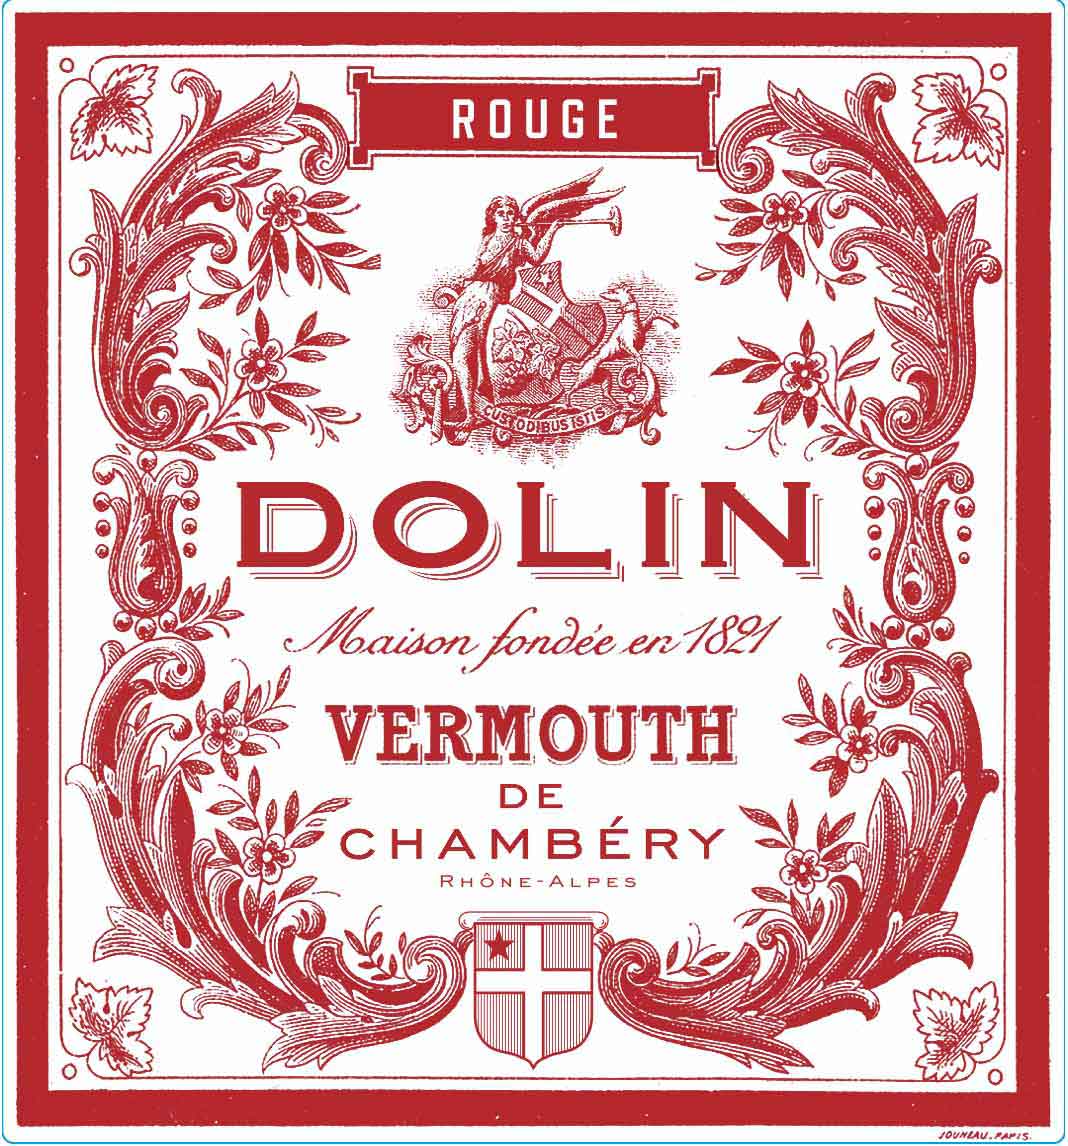 ROUGE
CUSTODIBUS ISTIS
DOLIN
Maison fondée en 1821
VERMOUTH
DE
CHAMBÉRY
RHÔNE-ALPES
JOUNEAU.PARIS.